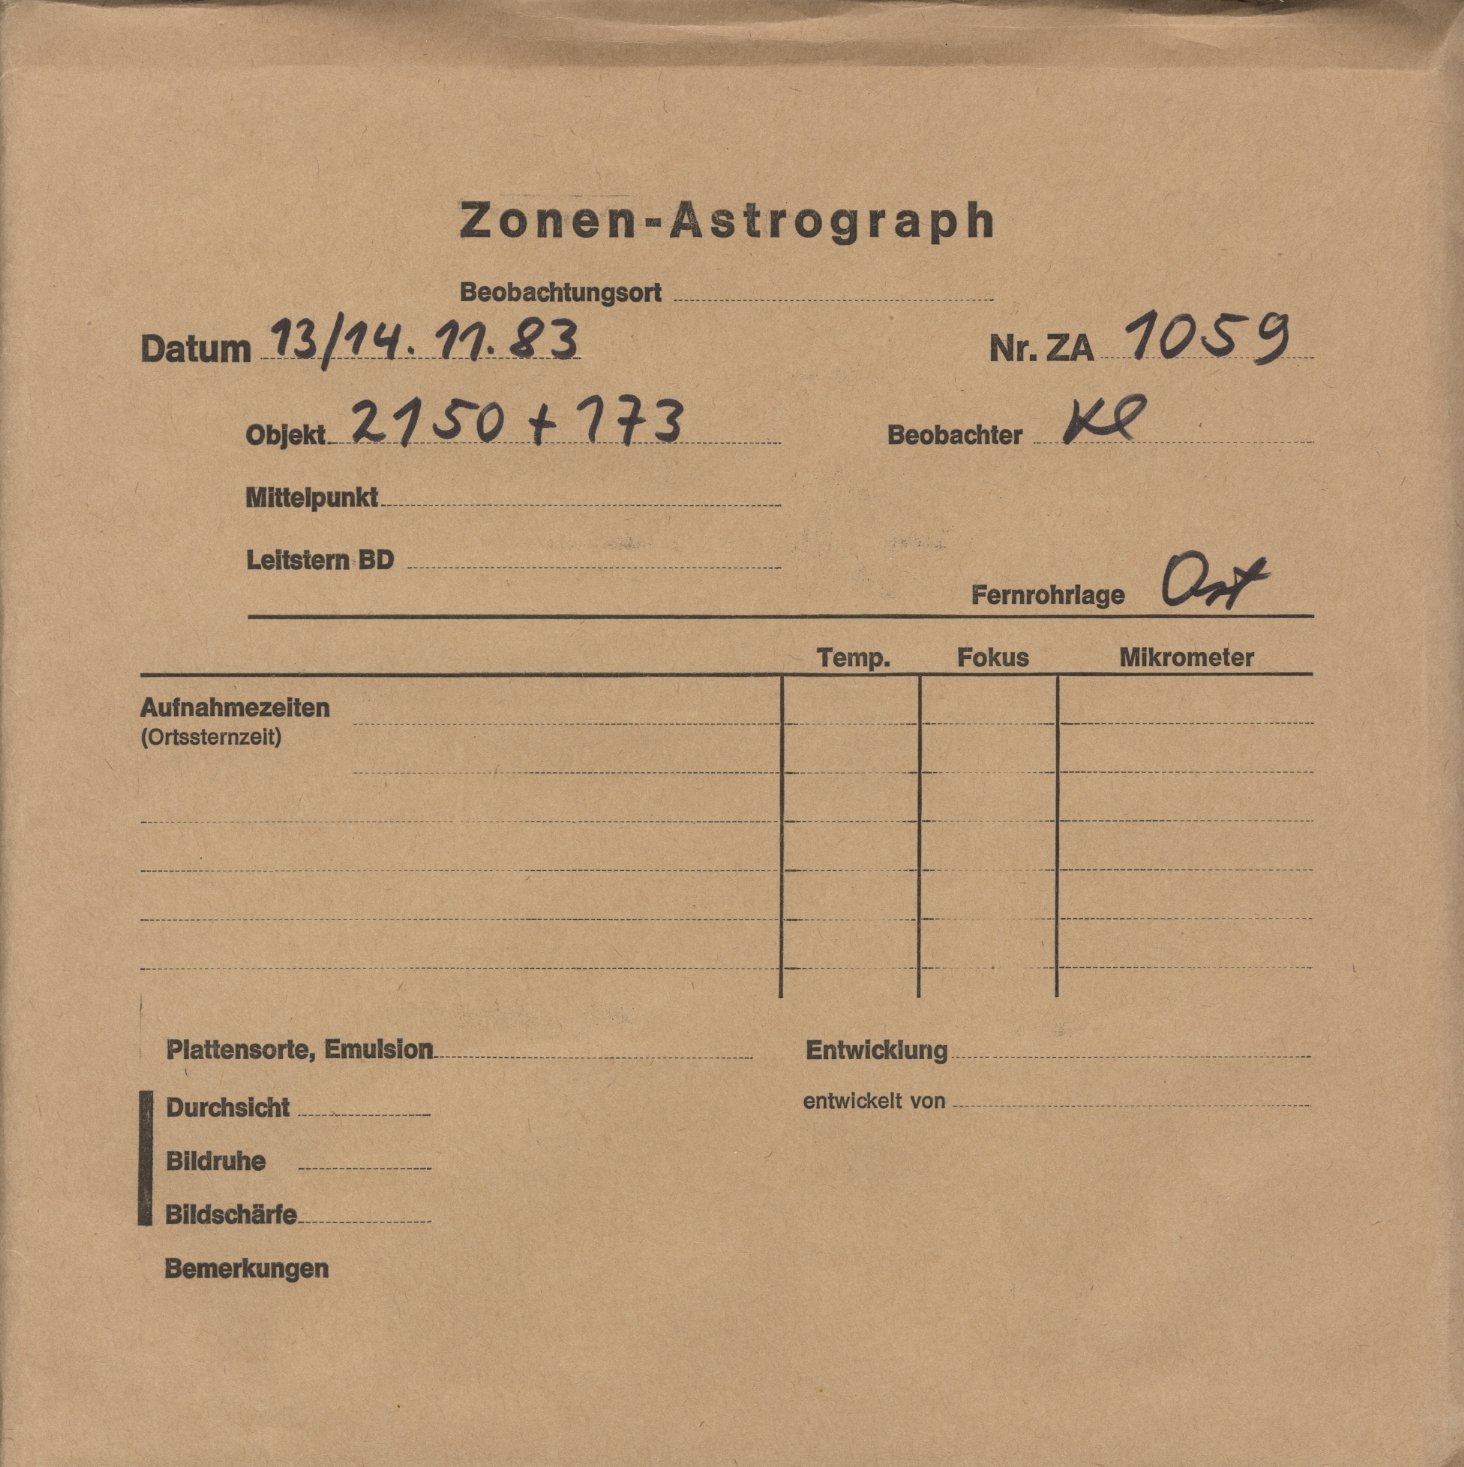 Zonen-Astrograph
Beobachtungsort
Datum 13/14. 11. 83 Nr. ZA 1059
Objekt 2150 + 173 Beobachter Kl
Mittelpunkt
Leitstern BD
Fernrohrlage Ost
Temp. Fokus Mikrometer
Aufnahmezeiten
(Ortssternzeit)
Plattensorte, Emulsion Entwicklung
Durchsicht entwickelt von
Bildruhe
Bildschärfe
Bemerkungen